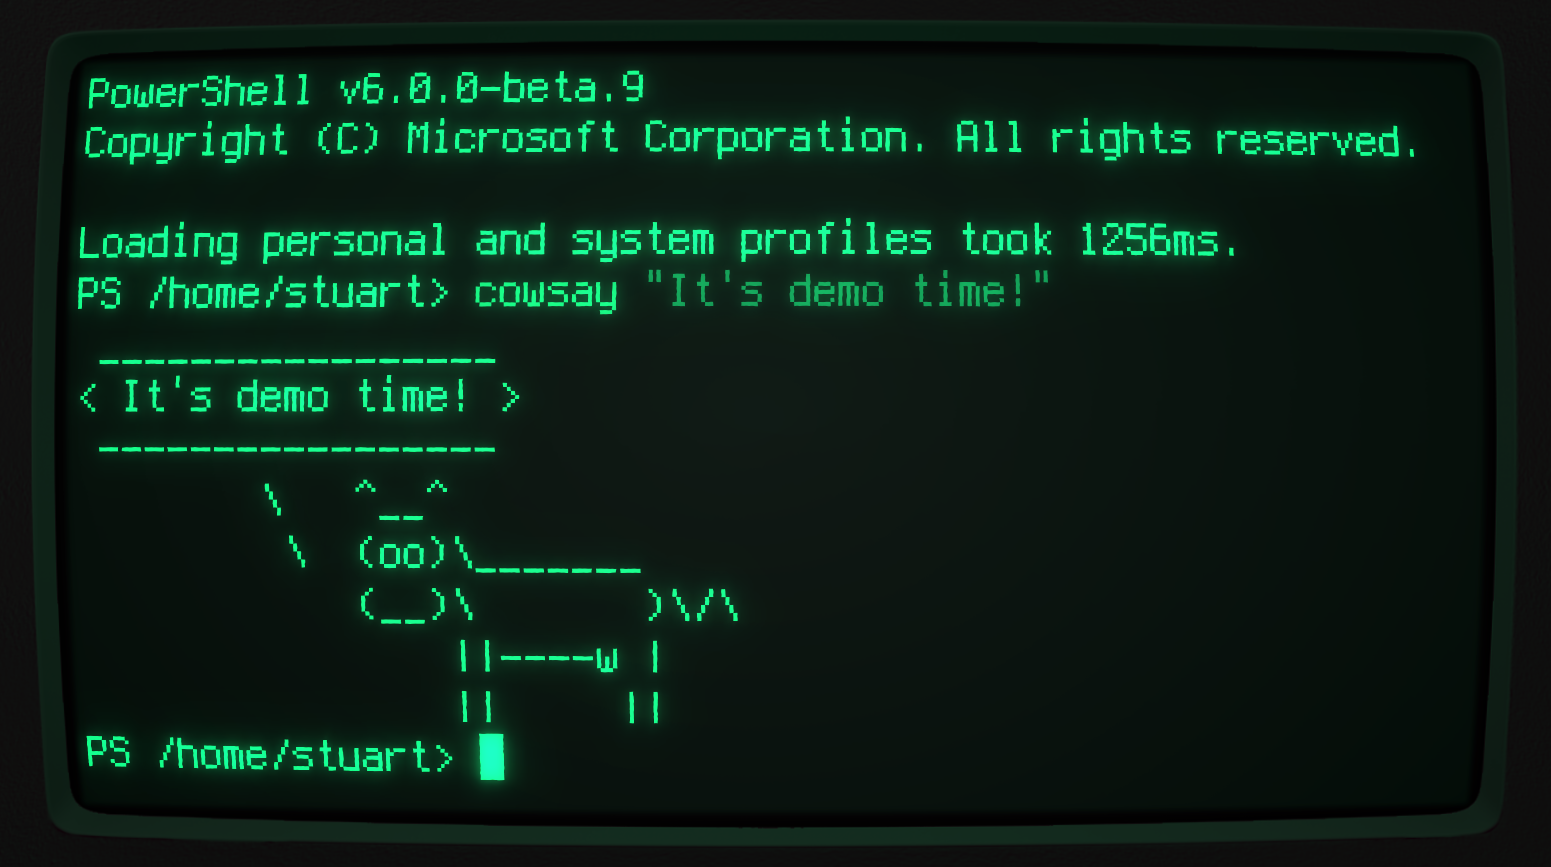 PowerShell v6.0.0-beta.9
Copyright (C) Microsoft Corporation. All rights reserved.
Loading personal and system profiles took 1256ms.
PS /home/stuart> cowsay "It's demo time!"
 _________________
< It's demo time! >
 -----------------
        \   ^__^
         \  (oo)\_______
            (__)\       )\/\
                ||----w |
                ||     ||
PS /home/stuart>